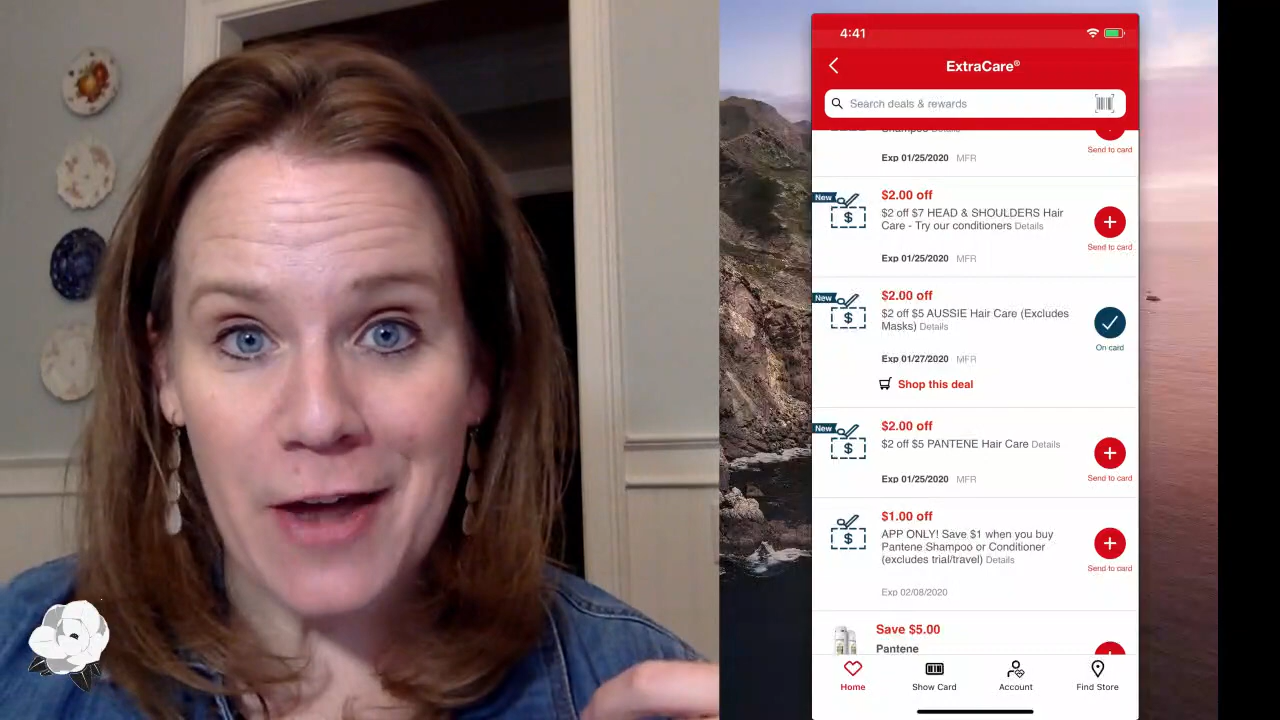 4:41
ExtraCare®
Search deals & rewards
Shampoo Details
Send to card
Exp 01/25/2020 MFR
New
$2.00 off
$2 off $7 HEAD & SHOULDERS Hair
Care - Try our conditioners Details
Send to card
Exp 01/25/2020 MFR
New
$2.00 off
$2 off $5 AUSSIE Hair Care (Excludes
Masks) Details
On card
Exp 01/27/2020 MFR
Shop this deal
New
$2.00 off
$2 off $5 PANTENE Hair Care Details
Send to card
Exp 01/25/2020 MFR
$1.00 off
APP ONLY! Save $1 when you buy
Pantene Shampoo or Conditioner
(excludes trial/travel) Details
Send to card
Exp 02/08/2020
Save $5.00
Pantene
Home
Show Card
Account
Find Store